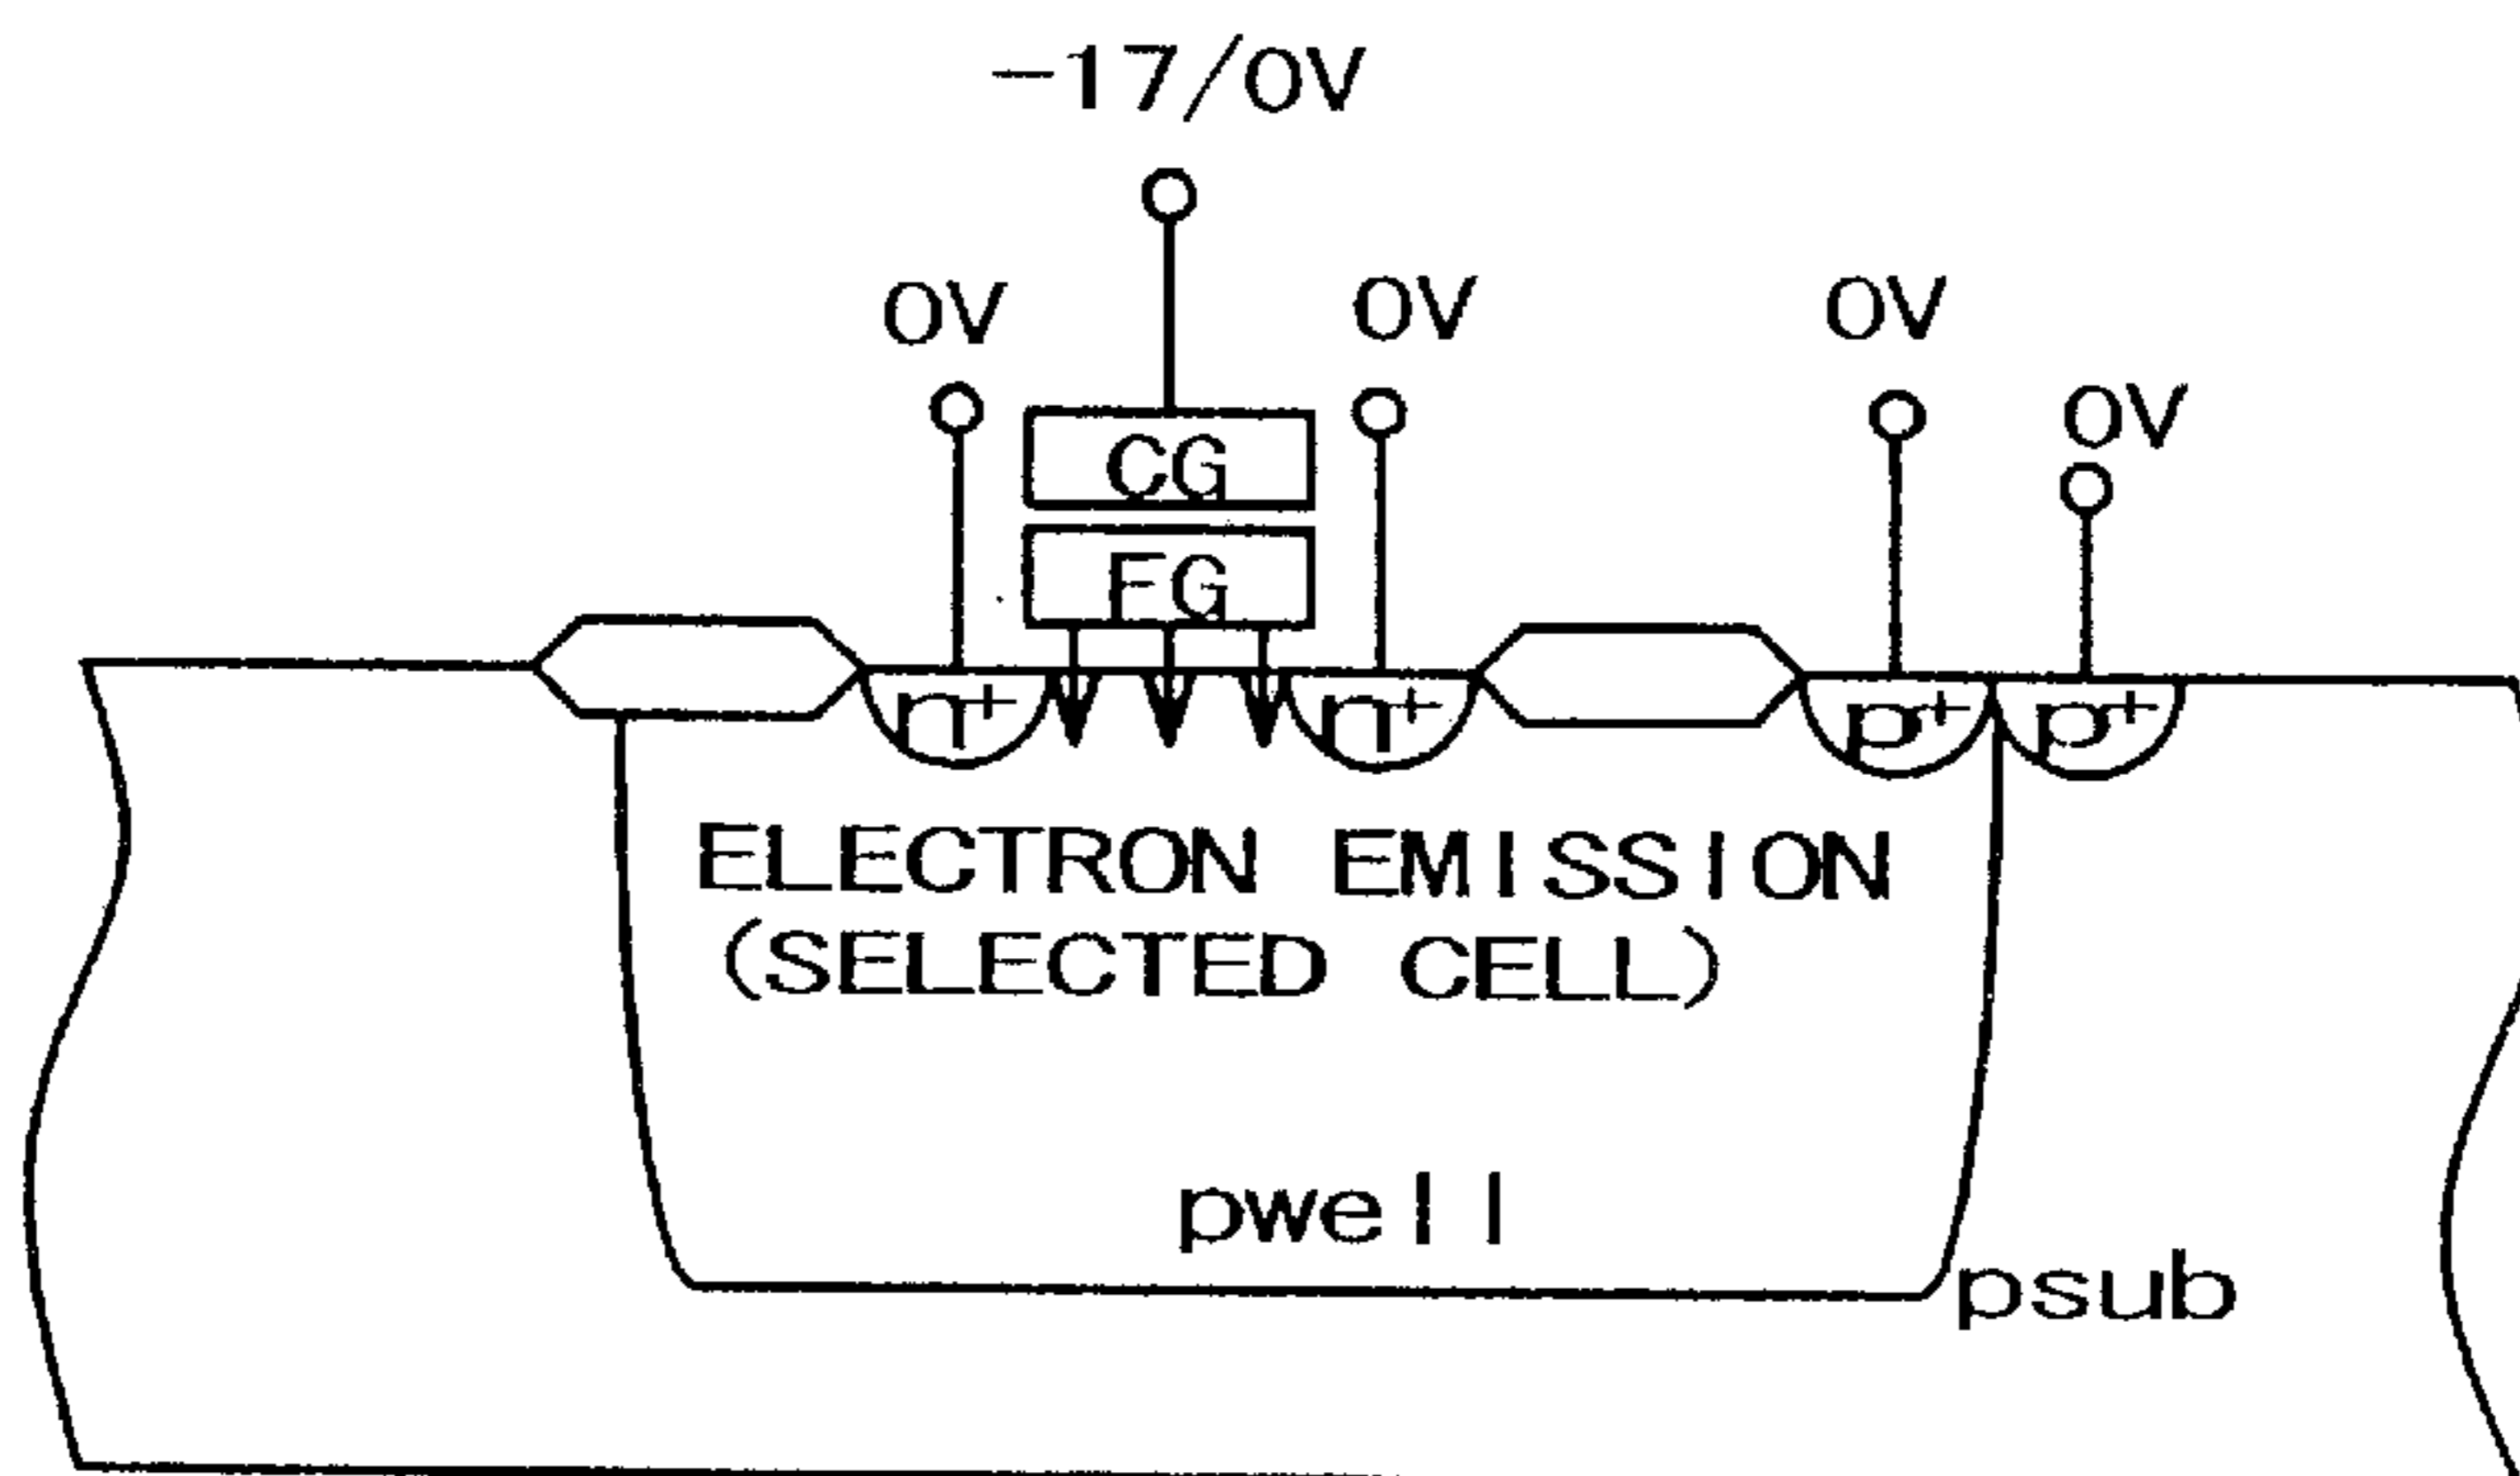 -17/0V
0V 0V 0V
0V
CG
FG
n+ n+ p+ p+
ELECTRON EMISSION
(SELECTED CELL)
pwell
psub